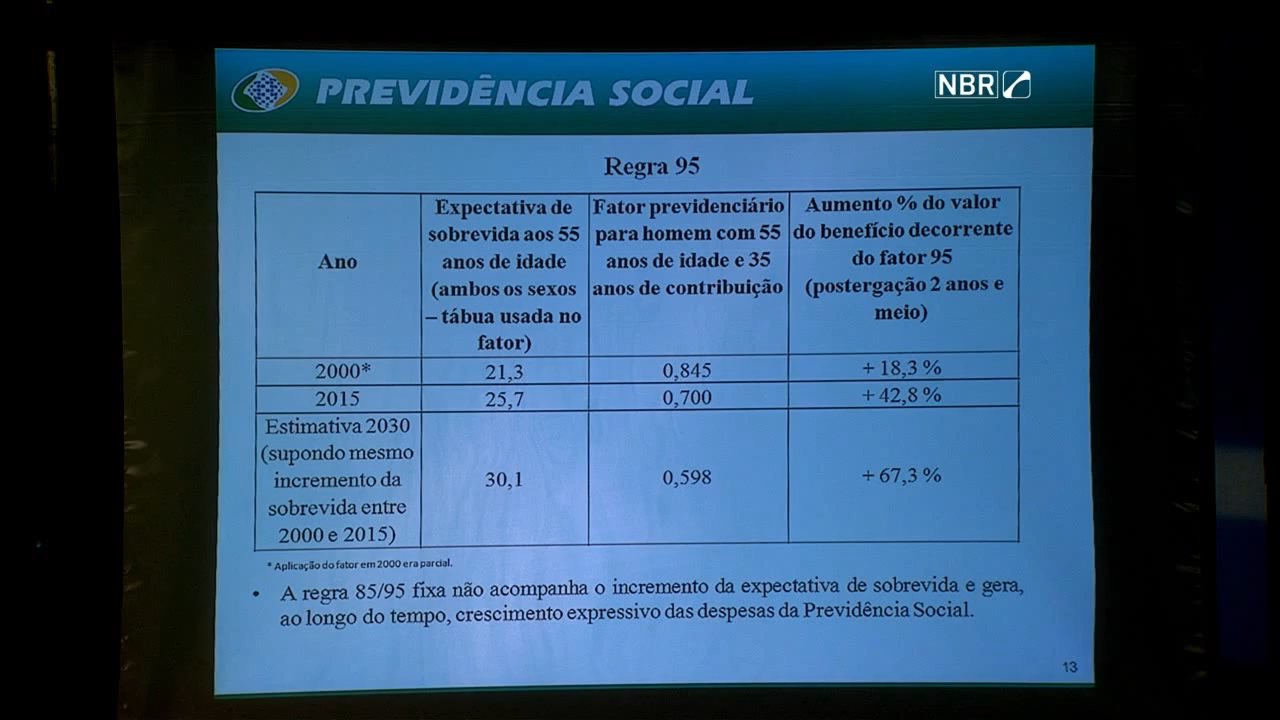 PREVIDÊNCIA SOCIAL
NBR
Regra 95
Ano
Expectativa de
sobrevida aos 55
anos de idade
(ambos os sexos
– tábua usada no
fator)
Fator previdenciário
para homem com 55
anos de idade e 35
anos de contribuição
Aumento % do valor
do benefício decorrente
do fator 95
(postergação 2 anos e
meio)
2000* 21,3 0,845 + 18,3 %
2015 25,7 0,700 + 42,8 %
Estimativa 2030
(supondo mesmo
incremento da
sobrevida entre
2000 e 2015)
30,1 0,598 + 67,3 %
* Aplicação do fator em 2000 era parcial.
• A regra 85/95 fixa não acompanha o incremento da expectativa de sobrevida e gera,
ao longo do tempo, crescimento expressivo das despesas da Previdência Social.
13